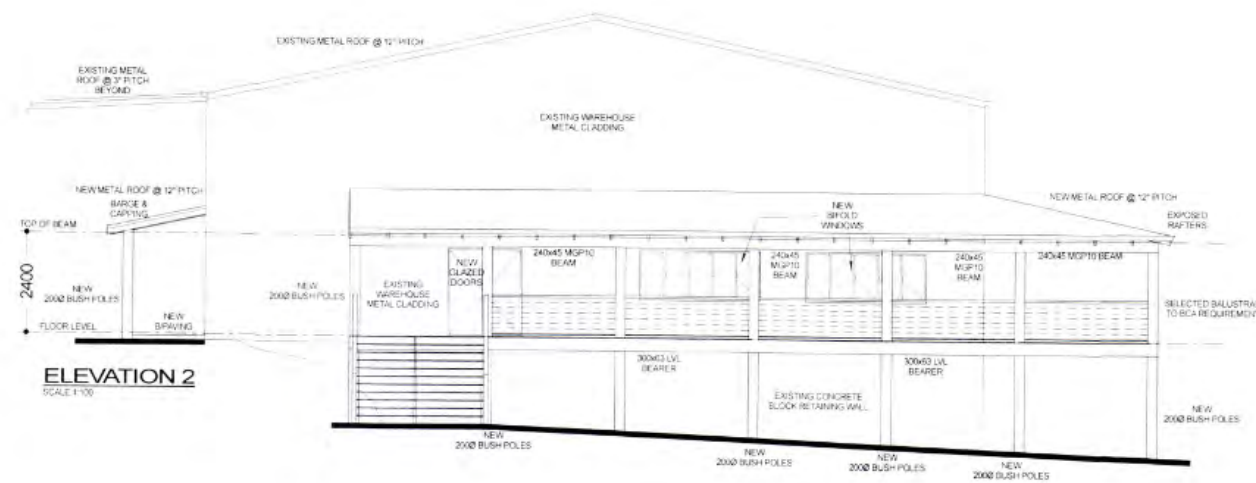 EXISTING METAL ROOF @ 12° PITCH
EXISTING METAL
ROOF @ 3° PITCH
BEYOND
EXISTING WAREHOUSE
METAL CLADDING
NEW METAL ROOF @ 12° PITCH
BARGE &
CAPPING
TOP OF BEAM
NEW METAL ROOF @ 12° PITCH
EXPOSED
RAFTERS
NEW
BIFOLD
WINDOWS
2400
NEW
200Ø BUSH POLES
FLOOR LEVEL
NEW
B/PAVING
NEW
200Ø BUSH POLES
EXISTING
WAREHOUSE
METAL CLADDING
NEW
GLAZED
DOORS
240x45 MGP10
BEAM
240x45
MGP10
BEAM
240x45
MGP10
BEAM
240x45 MGP10 BEAM
SELECTED BALUSTRA
TO BCA REQUIREMEN
300x63 LVL
BEARER
300x63 LVL
BEARER
EXISTING CONCRETE
BLOCK RETAINING WALL
ELEVATION 2
SCALE 1:100
NEW
200Ø BUSH POLES
NEW
200Ø BUSH POLES
NEW
200Ø BUSH POLES
NEW
200Ø BUSH POLES
NEW
200Ø BUSH POLES